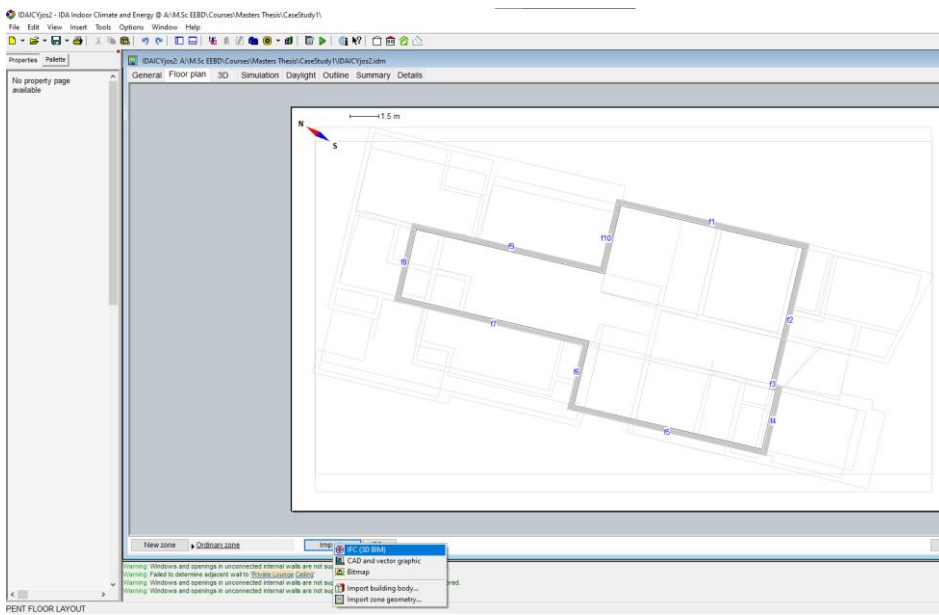 IDAICYjos2 - IDA Indoor Climate and Energy @ A:\M.Sc EEBD\Courses\Masters Thesis\CaseStudy1\
File Edit View Insert Tools Options Window Help
Properties Palette
No property page
available
IDAICYjos2: A:\M.Sc EEBD\Courses\Masters Thesis\CaseStudy1\IDAICYjos2.idm
General Floor plan 3D Simulation Daylight Outline Summary Details
1.5 m
N
S
f1
f10
f9
f8
f2
f7
f6
f3
f4
f5
New zone Ordinary zone
IFC (3D BIM)
CAD and vector graphic
Bitmap
Import building body...
Import zone geometry...
Warning: Windows and openings in unconnected internal walls are not sup
Warning: Failed to determine adjacent wall to 'Private Lounge.Ceiling'
Warning: Windows and openings in unconnected internal walls are not sup
Warning: Windows and openings in unconnected internal walls are not sup
PENT FLOOR LAYOUT